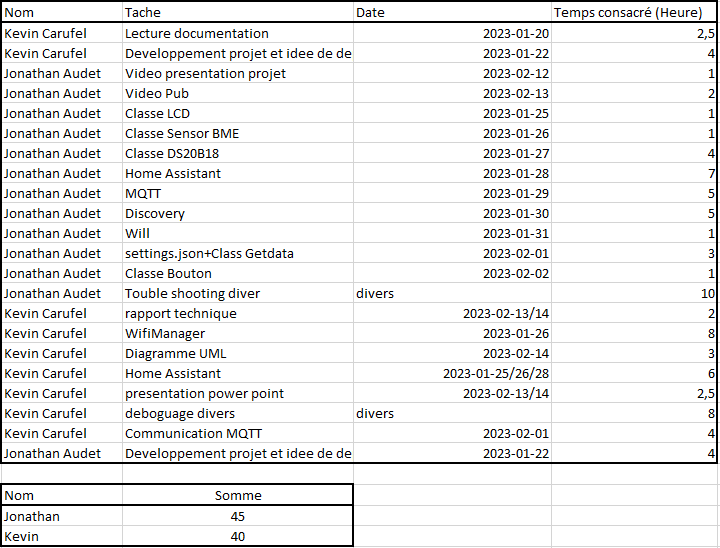 Nom Tache Date Temps consacré (Heure)
Kevin Carufel Lecture documentation 2023-01-20 2,5
Kevin Carufel Developpement projet et idee de de 2023-01-22 4
Jonathan Audet Video presentation projet 2023-02-12 1
Jonathan Audet Video Pub 2023-02-13 2
Jonathan Audet Classe LCD 2023-01-25 1
Jonathan Audet Classe Sensor BME 2023-01-26 1
Jonathan Audet Classe DS20B18 2023-01-27 4
Jonathan Audet Home Assistant 2023-01-28 7
Jonathan Audet MQTT 2023-01-29 5
Jonathan Audet Discovery 2023-01-30 5
Jonathan Audet Will 2023-01-31 1
Jonathan Audet settings.json+Class Getdata 2023-02-01 3
Jonathan Audet Classe Bouton 2023-02-02 1
Jonathan Audet Touble shooting diver divers 10
Kevin Carufel rapport technique 2023-02-13/14 2
Kevin Carufel WifiManager 2023-01-26 8
Kevin Carufel Diagramme UML 2023-02-14 3
Kevin Carufel Home Assistant 2023-01-25/26/28 6
Kevin Carufel presentation power point 2023-02-13/14 2,5
Kevin Carufel deboguage divers divers 8
Kevin Carufel Communication MQTT 2023-02-01 4
Jonathan Audet Developpement projet et idee de de 2023-01-22 4
Nom Somme
Jonathan 45
Kevin 40